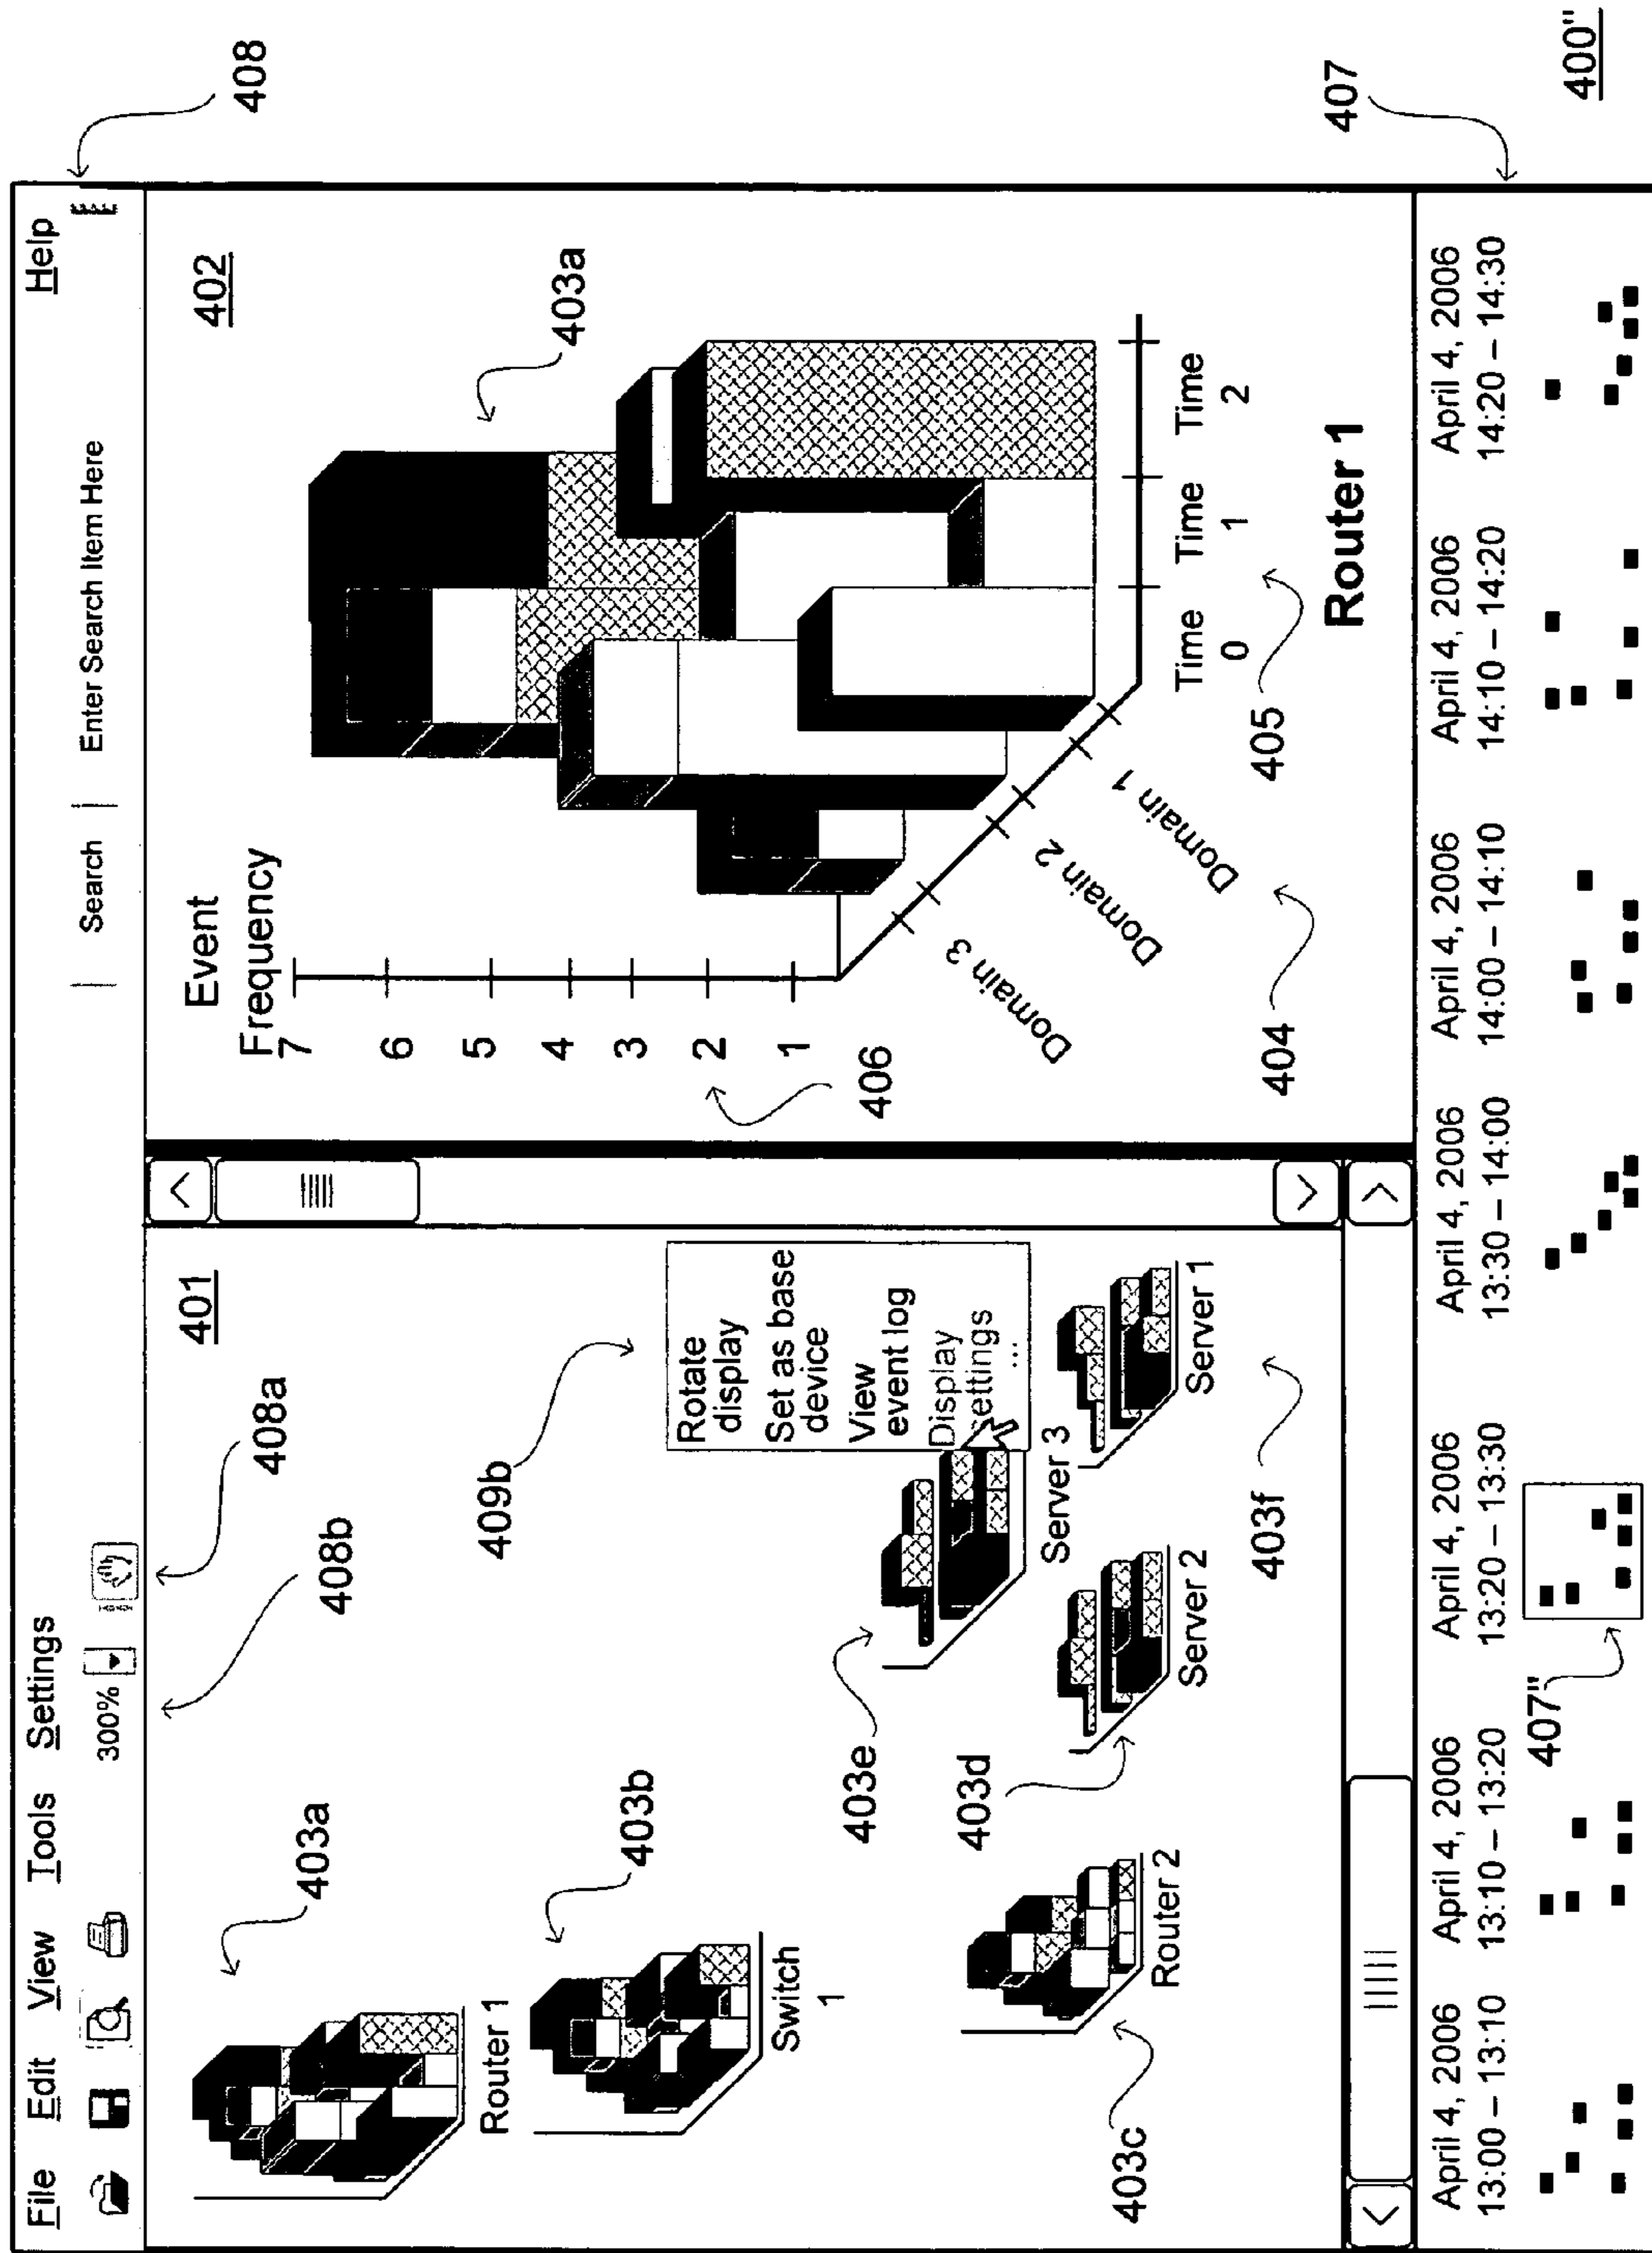 File Edit View Tools Settings Help
300%
Search Enter Search Item Here
408
408a
408b
401
403a
Router 1
403b
Switch
1
409b
Rotate
display
Set as base
device
View
event log
Display
settings
...
403e
Server 3
403d
Server 2
Server 1
403f
403c
Router 2
402
Event
Frequency
7
6
5
4
3
2
1
406
403a
Domain 3
Domain 2
Domain 1
404
Time
0
Time
1
Time
2
405
Router 1
407
April 4, 2006
13:00 – 13:10
April 4, 2006
13:10 – 13:20
April 4, 2006
13:20 – 13:30
April 4, 2006
13:30 – 14:00
April 4, 2006
14:00 – 14:10
April 4, 2006
14:10 – 14:20
April 4, 2006
14:20 – 14:30
407"
400"